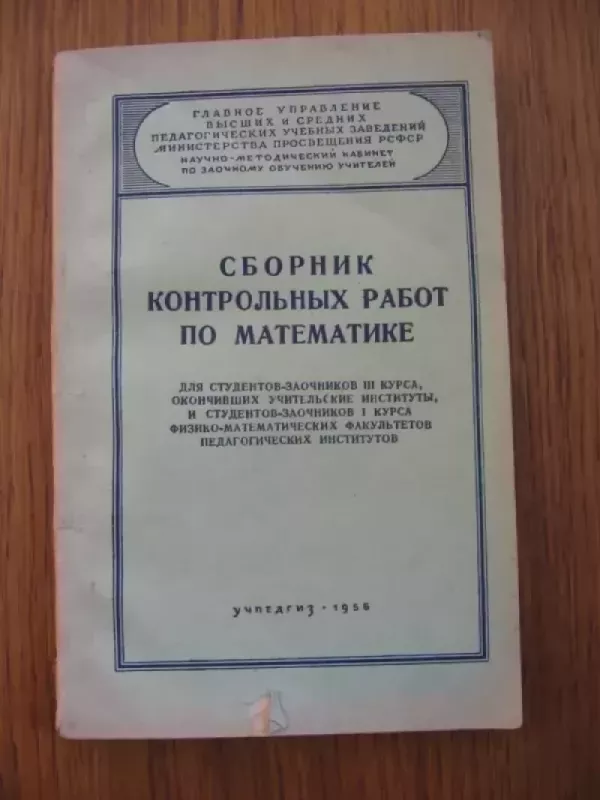 ГЛАВНОЕ УПРАВЛЕНИЕ
ВЫСШИХ И СРЕДНИХ
ПЕДАГОГИЧЕСКИХ УЧЕБНЫХ ЗАВЕДЕНИЙ
МИНИСТЕРСТВА ПРОСВЕЩЕНИЯ РСФСР
НАУЧНО-МЕТОДИЧЕСКИЙ КАБИНЕТ
ПО ЗАОЧНОМУ ОБУЧЕНИЮ УЧИТЕЛЕЙ
СБОРНИК
КОНТРОЛЬНЫХ РАБОТ
ПО МАТЕМАТИКЕ
ДЛЯ СТУДЕНТОВ-ЗАОЧНИКОВ III КУРСА,
ОКОНЧИВШИХ УЧИТЕЛЬСКИЕ ИНСТИТУТЫ,
И СТУДЕНТОВ-ЗАОЧНИКОВ I КУРСА
ФИЗИКО-МАТЕМАТИЧЕСКИХ ФАКУЛЬТЕТОВ
ПЕДАГОГИЧЕСКИХ ИНСТИТУТОВ
УЧПЕДГИЗ • 1956